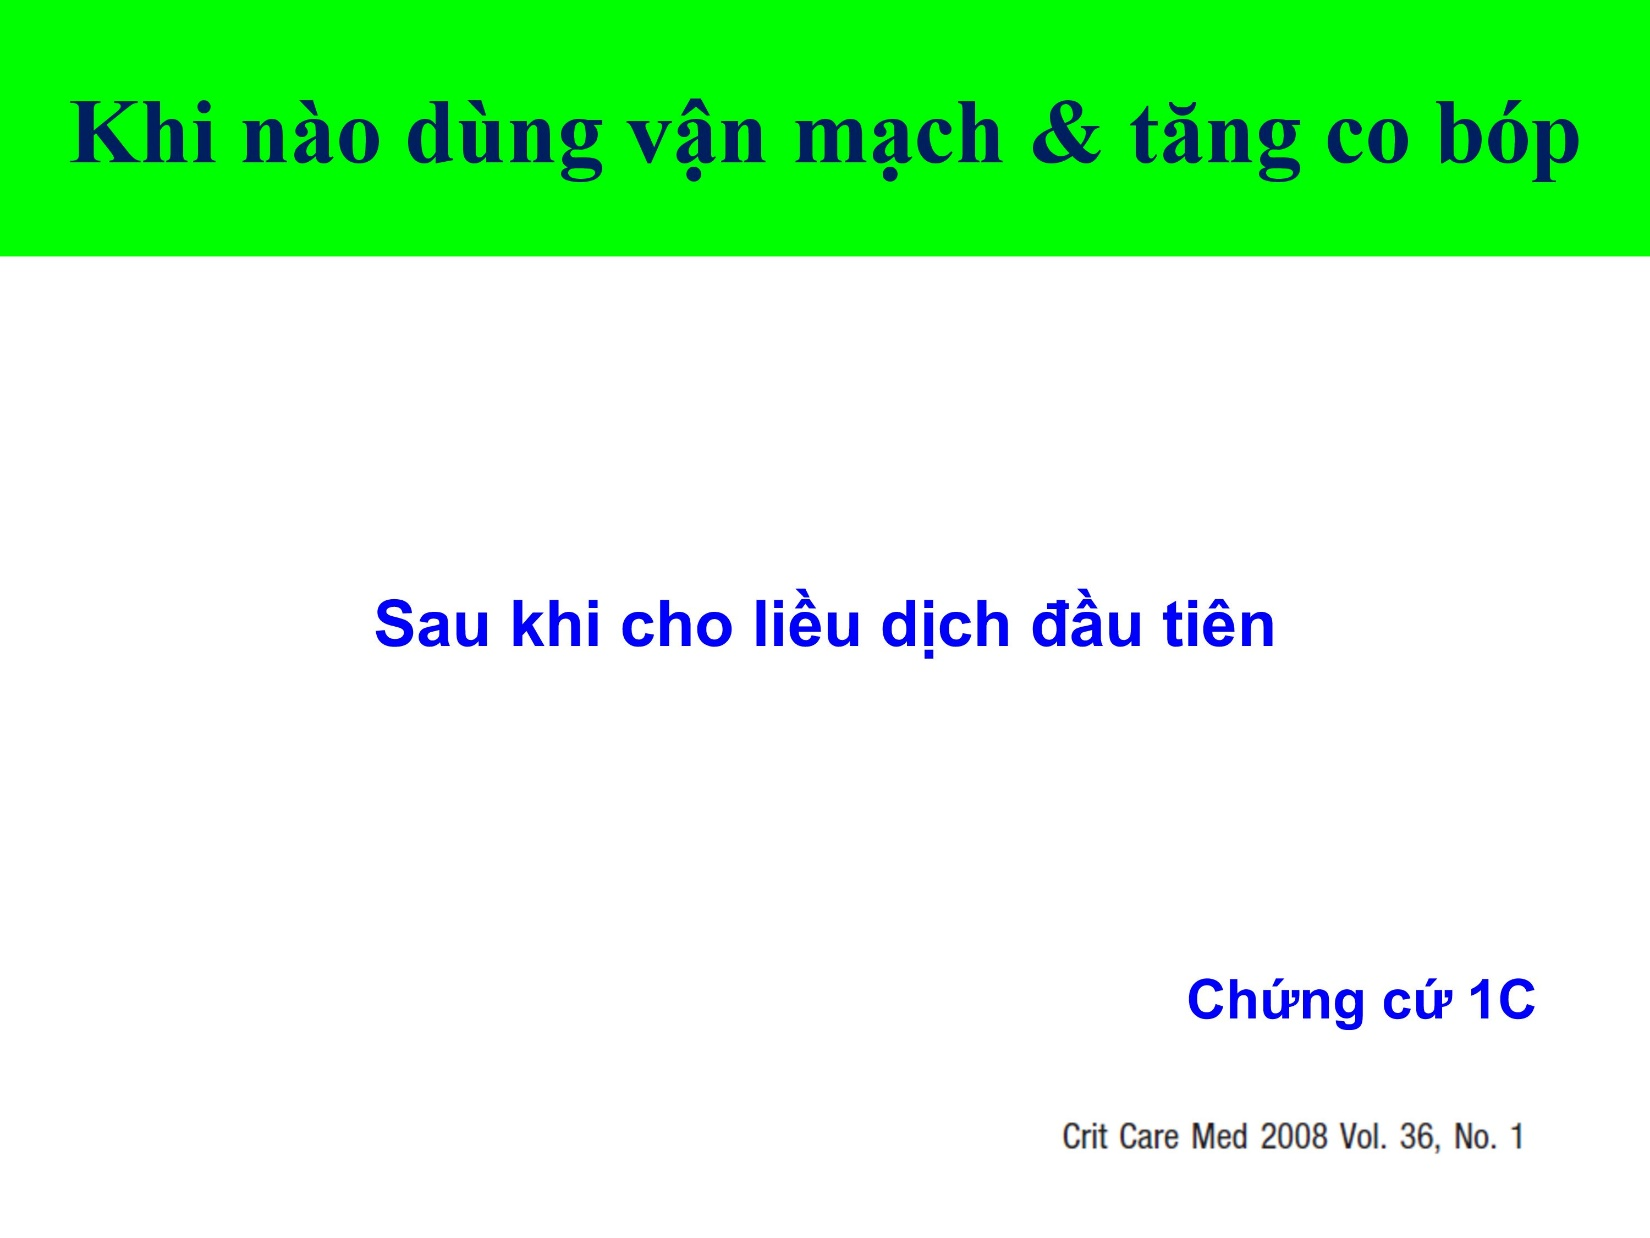 Khi nào dùng vận mạch & tăng co bóp
Sau khi cho liều dịch đầu tiên
Chứng cứ 1C
Crit Care Med 2008 Vol. 36, No. 1